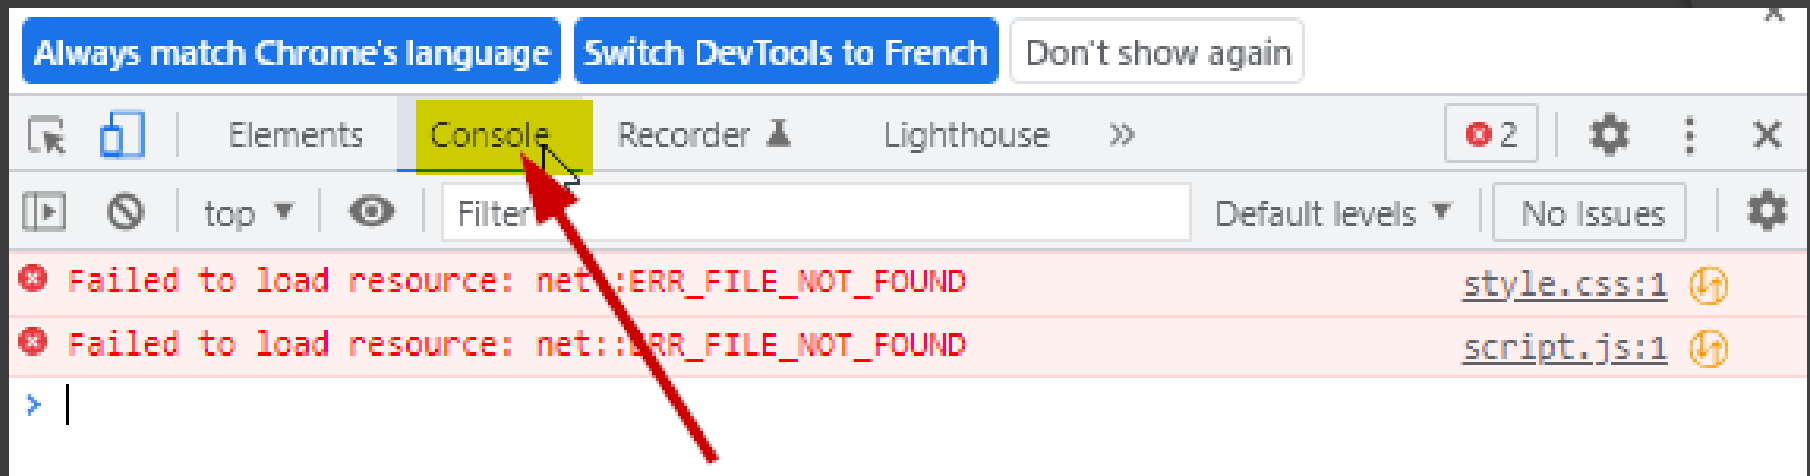 Always match Chrome's language Switch DevTools to French Don't show again
Elements Console Recorder Lighthouse 2
top Filter Default levels No Issues
Failed to load resource: net::ERR_FILE_NOT_FOUND style.css:1
Failed to load resource: net::ERR_FILE_NOT_FOUND script.js:1